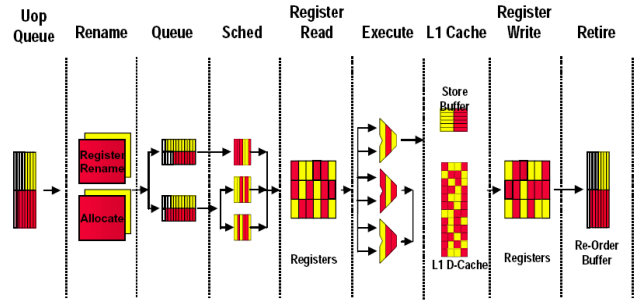 Uop
Queue
Rename
Queue
Sched
Register
Read
Execute
L1 Cache
Register
Write
Retire
Store
Buffer
Register
Rename
Allocate
Registers
L1 D-Cache
Registers
Re-Order
Buffer